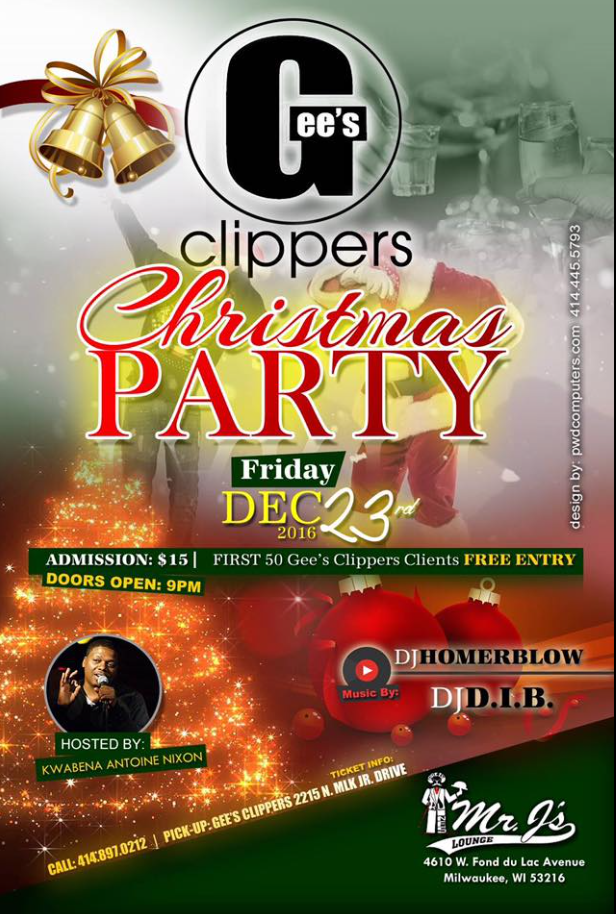 Gee's
clippers
Christmas
PARTY
design by: pwdcomputers.com 414.445.5793
Friday
DEC 23rd
2016
ADMISSION: $15 | FIRST 50 Gee's Clippers Clients FREE ENTRY
DOORS OPEN: 9PM
DJHOMERBLOW
Music By:
DJD.I.B.
HOSTED BY:
KWABENA ANTOINE NIXON
TICKET INFO:
CALL: 414.897.0212 | PICK-UP: GEE'S CLIPPERS 2215 N. MLK JR. DRIVE
Mr. J's
LOUNGE
4610 W. Fond du Lac Avenue
Milwaukee, WI 53216